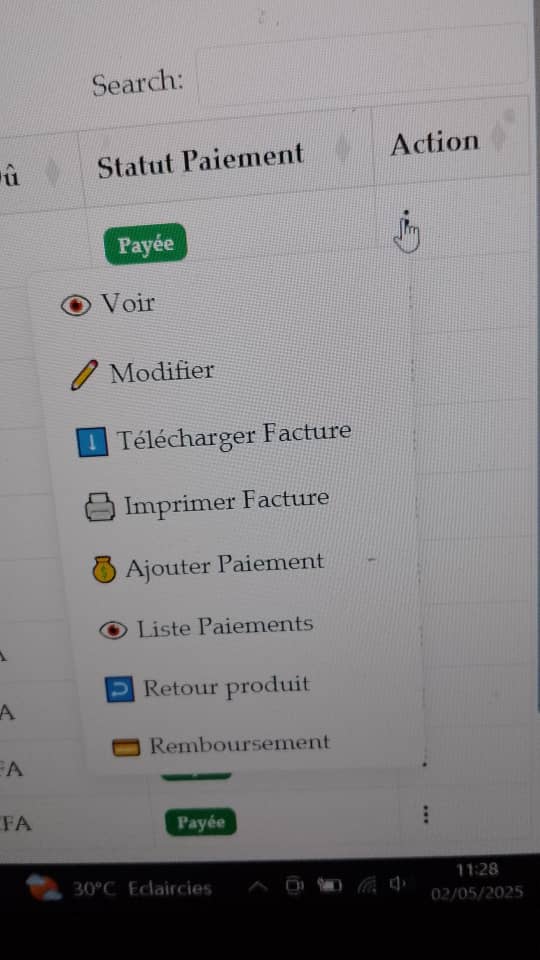 Search:
û Statut Paiement Action
Payée
Voir
Modifier
Télécharger Facture
Imprimer Facture
Ajouter Paiement
Liste Paiements
Retour produit
Remboursement
A
FA
FA Payée
30°C Eclaircies 11:28
02/05/2025